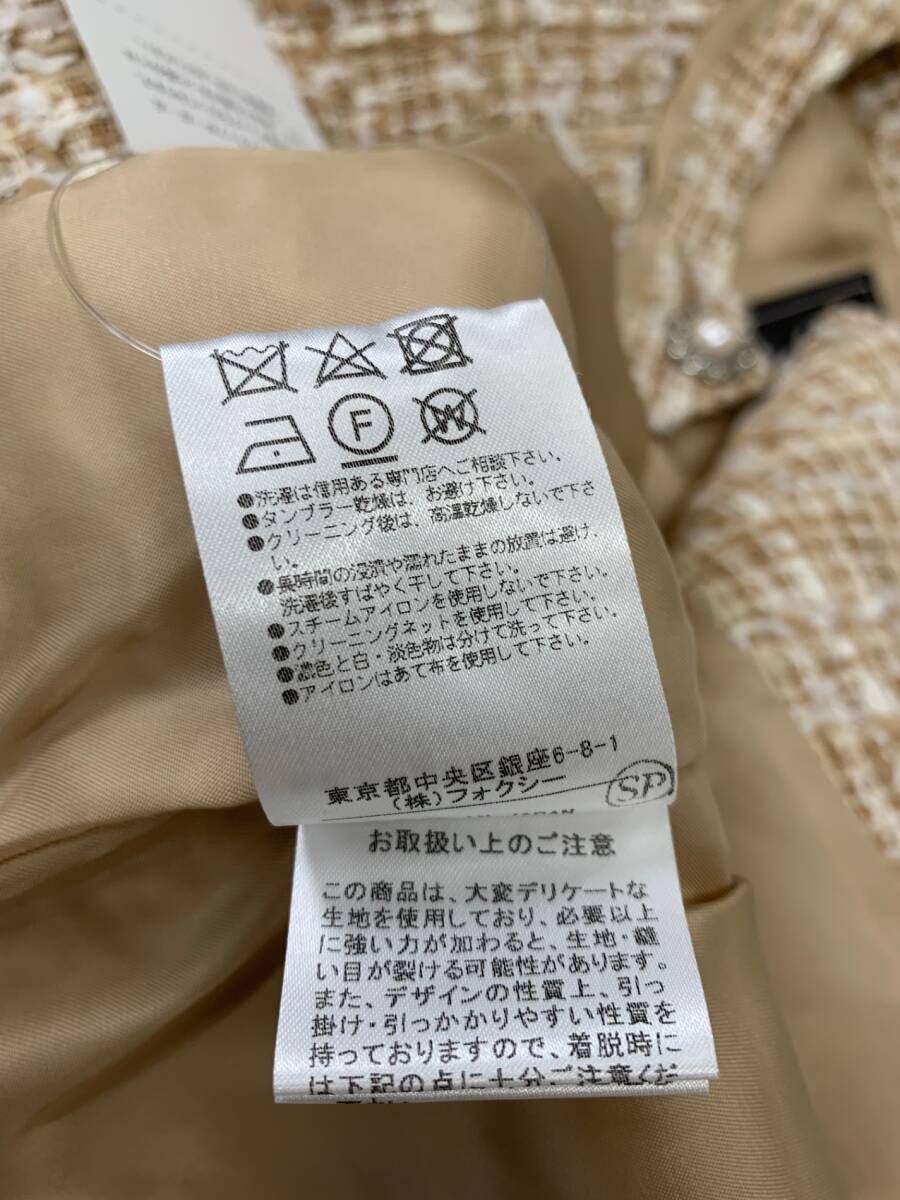 F
W
●洗濯は信用ある専門店へご相談下さい。
●タンブラー乾燥は、お避け下さい。
●クリーニング後は、高温乾燥しないで下さ
い。
●長時間の浸漬や濡れたままの放置は避け、
洗濯後すばやく干して下さい。
●スチームアイロンを使用しないで下さい。
●クリーニングネットを使用して下さい。
●濃色と白・淡色物は分けて洗って下さい。
●アイロンはあて布を使用して下さい。
東京都中央区銀座6-8-1
(株)フォクシー
SP
お取扱い上のご注意
この商品は、大変デリケートな
生地を使用しており、必要以上
に強い力が加わると、生地・縫
い目が裂ける可能性があります。
また、デザインの性質上、引っ
掛け・引っかかりやすい性質を
持っておりますので、着脱時に
は下記の点に十分ご注意くだ